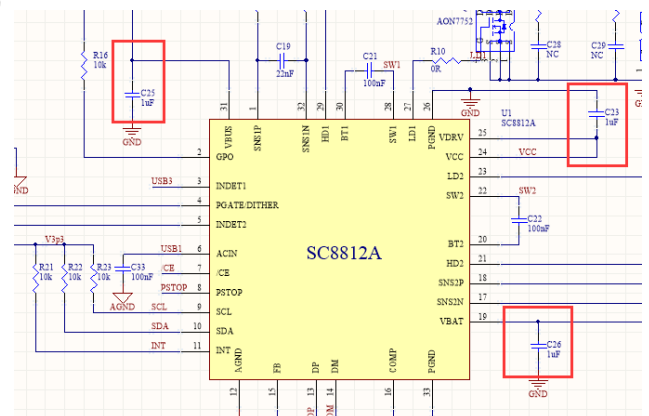 AON7752
R16
10k
C25
1uF
GND
C19
22nF
C21
100nF
SW1
R10
0R
LD1
C28
NC
C29
NC
GND
C23
1uF
GND
U1
SC8812A
31
1
32
29
30
28
27
26
VBUS
SNS1P
SNS1N
HD1
BT1
SW1
LD1
PGND
2
GPO
USB3
3
INDET1
4
PGATE/DITHER
5
INDET2
V3p3
USB1
6
ACIN
/CE
7
/CE
PSTOP
8
PSTOP
SCL
9
SCL
SDA
10
SDA
INT
11
INT
R21
10k
R22
10k
R23
10k
C33
100nF
AGND
SC8812A
VDRV
25
VCC
24
VCC
LD2
23
SW2
22
SW2
C22
100nF
BT2
20
HD2
21
SNS2P
18
SNS2N
17
VBAT
19
C26
1uF
GND
AGND
FB
DP
DM
COMP
PGND
12
15
13
14
16
33
DP
DM